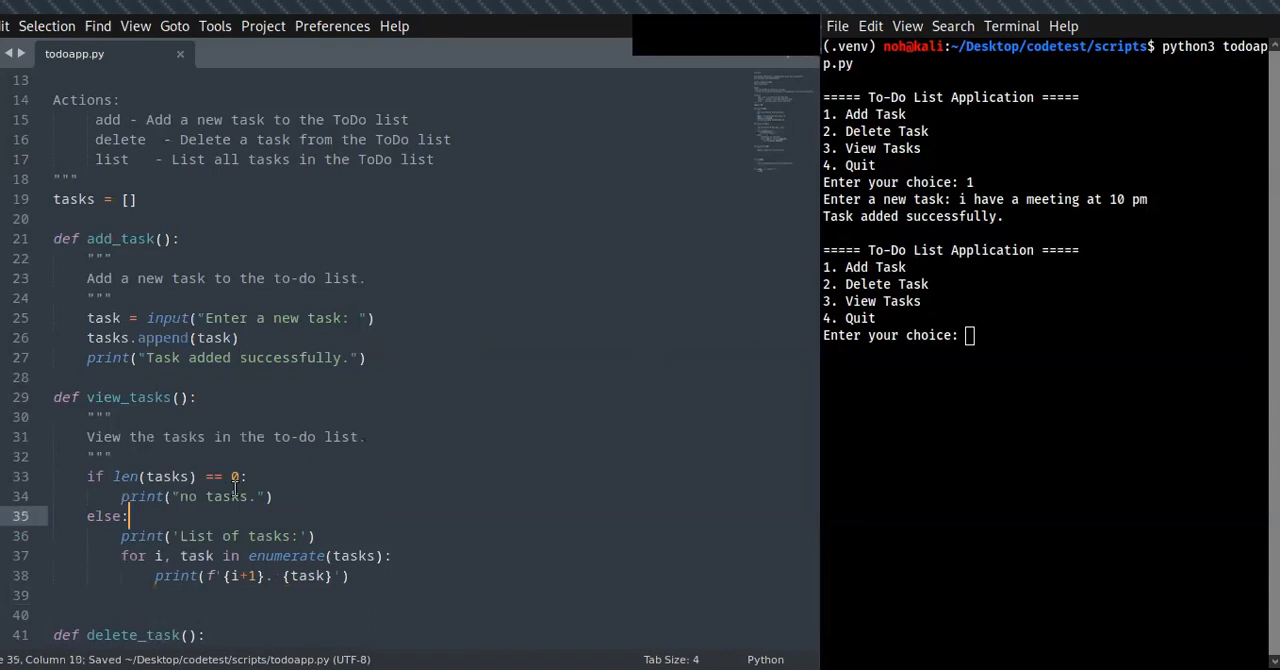 it Selection Find View Goto Tools Project Preferences Help
todoapp.py
13
14 Actions:
15 add - Add a new task to the ToDo list
16 delete - Delete a task from the ToDo list
17 list - List all tasks in the ToDo list
18 """
19 tasks = []
20
21 def add_task():
22 """
23 Add a new task to the to-do list.
24 """
25 task = input("Enter a new task: ")
26 tasks.append(task)
27 print("Task added successfully.")
28
29 def view_tasks():
30 """
31 View the tasks in the to-do list.
32 """
33 if len(tasks) == 0:
34 print("no tasks.")
35 else:
36 print('List of tasks:')
37 for i, task in enumerate(tasks):
38 print(f'{i+1}. {task}')
39
40
41 def delete_task():
e 35, Column 10; Saved ~/Desktop/codetest/scripts/todoapp.py (UTF-8) Tab Size: 4 Python
File Edit View Search Terminal Help
(.venv) noh@kali:~/Desktop/codetest/scripts$ python3 todoap
p.py
===== To-Do List Application =====
1. Add Task
2. Delete Task
3. View Tasks
4. Quit
Enter your choice: 1
Enter a new task: i have a meeting at 10 pm
Task added successfully.
===== To-Do List Application =====
1. Add Task
2. Delete Task
3. View Tasks
4. Quit
Enter your choice: